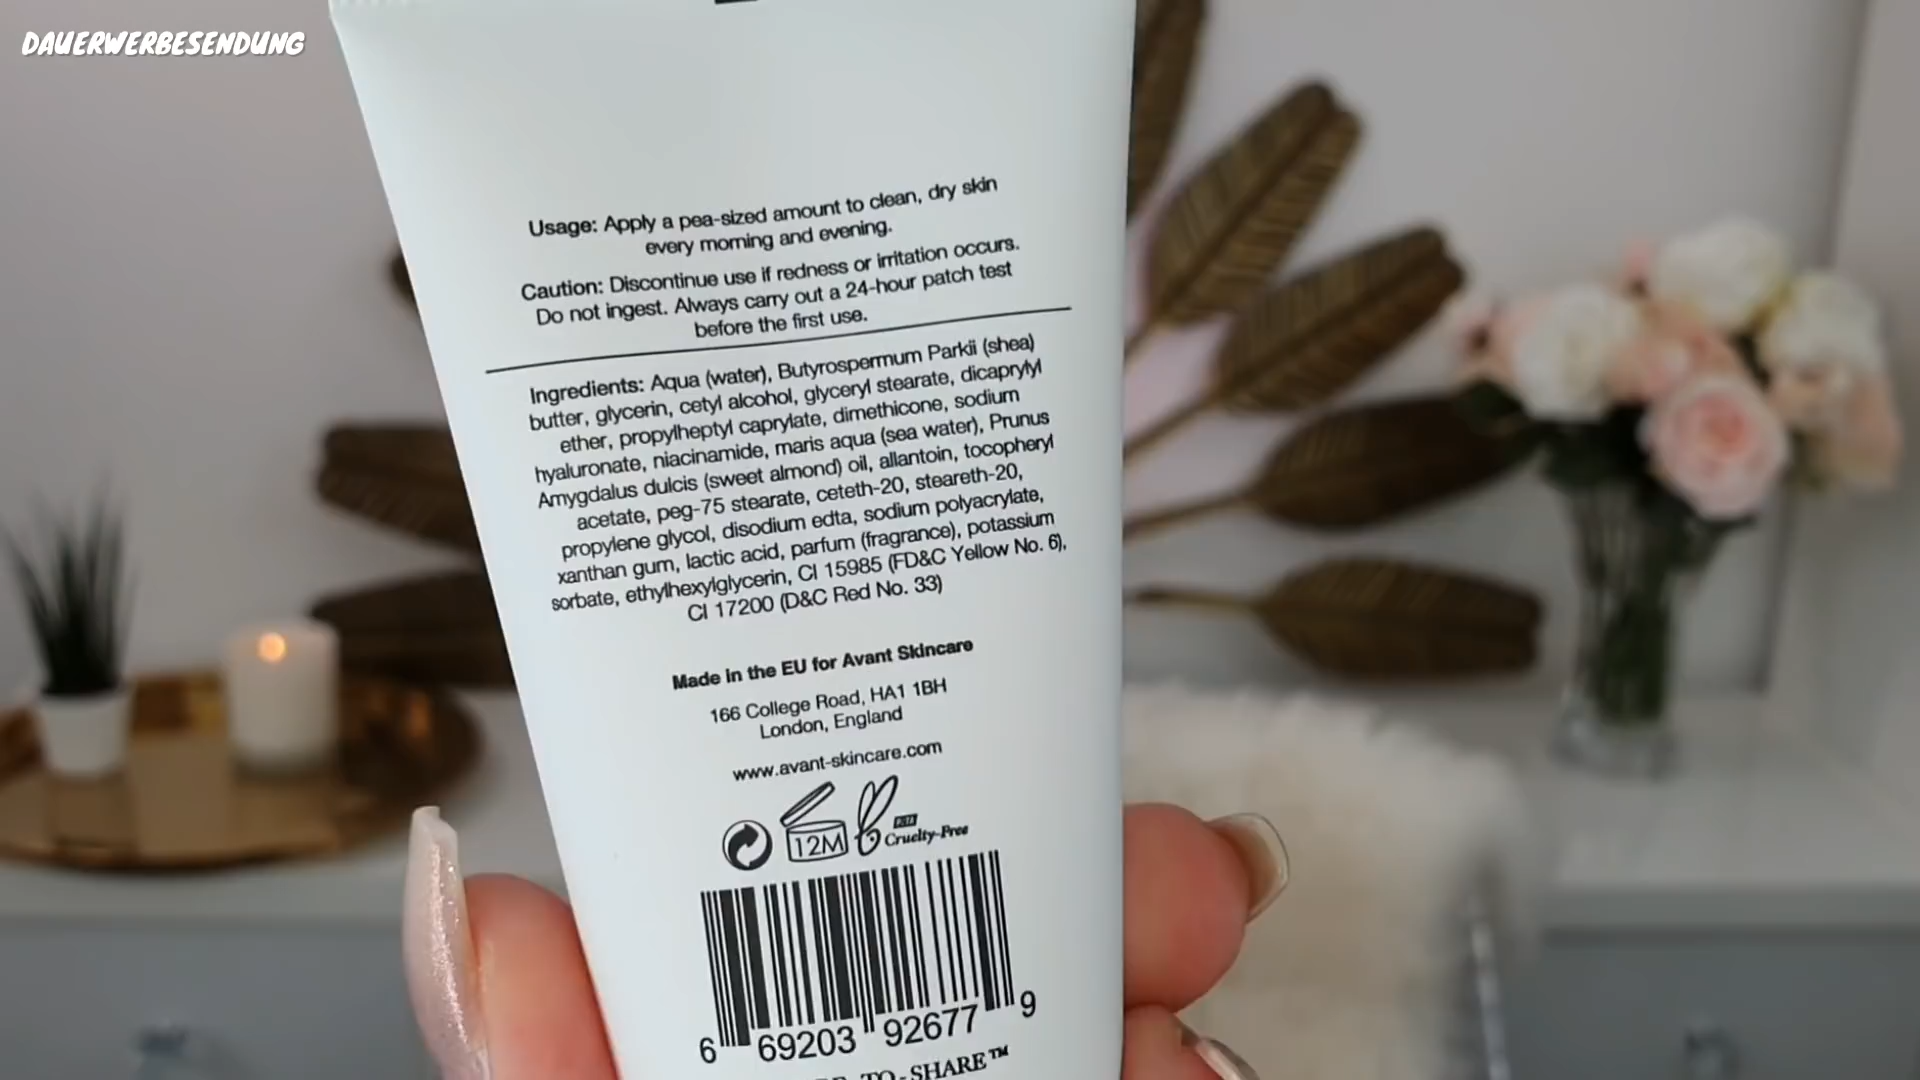 DAUERWERBESENDUNG
Usage: Apply a pea-sized amount to clean, dry skin
every morning and evening.
Caution: Discontinue use if redness or irritation occurs.
Do not ingest. Always carry out a 24-hour patch test
before the first use.
Ingredients: Aqua (water), Butyrospermum Parkii (shea)
butter, glycerin, cetyl alcohol, glyceryl stearate, dicaprylyl
ether, propylheptyl caprylate, dimethicone, sodium
hyaluronate, niacinamide, maris aqua (sea water), Prunus
Amygdalus dulcis (sweet almond) oil, allantoin, tocopheryl
acetate, peg-75 stearate, ceteth-20, steareth-20,
propylene glycol, disodium edta, sodium polyacrylate,
xanthan gum, lactic acid, parfum (fragrance), potassium
sorbate, ethylhexylglycerin, CI 15985 (FD&C Yellow No. 6),
CI 17200 (D&C Red No. 33)
Made in the EU for Avant Skincare
166 College Road, HA1 1BH
London, England
www.avant-skincare.com
12M
Cruelty-Free
6 69203 92677 9
TO-SHARE™